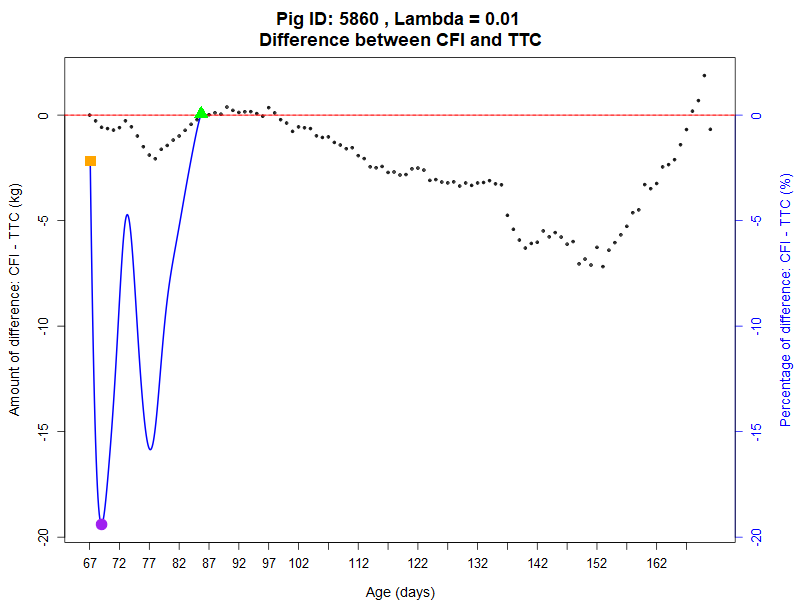 Pig ID: 5860 , Lambda = 0.01
Difference between CFI and TTC
Amount of difference: CFI - TTC (kg)
0
-5
-10
-15
-20
0
-5
-10
-15
-20
Percentage of difference: CFI - TTC (%)
67 72 77 82 87 92 97 102 112 122 132 142 152 162
Age (days)